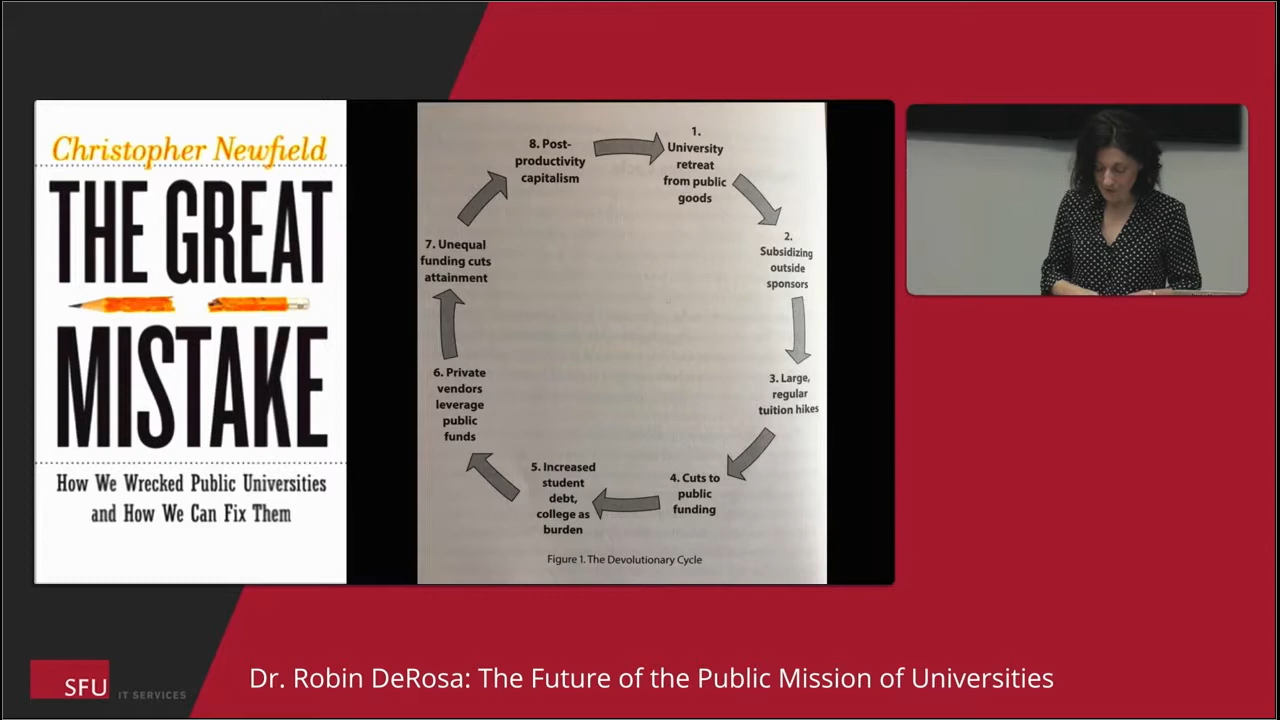 Christopher Newfield
THE GREAT
MISTAKE
How We Wrecked Public Universities
and How We Can Fix Them
1.
University
retreat
from public
goods
2.
Subsidizing
outside
sponsors
3. Large,
regular
tuition hikes
4. Cuts to
public
funding
5. Increased
student
debt,
college as
burden
6. Private
vendors
leverage
public
funds
7. Unequal
funding cuts
attainment
8. Post-
productivity
capitalism
Figure 1. The Devolutionary Cycle
SFU IT SERVICES
Dr. Robin DeRosa: The Future of the Public Mission of Universities